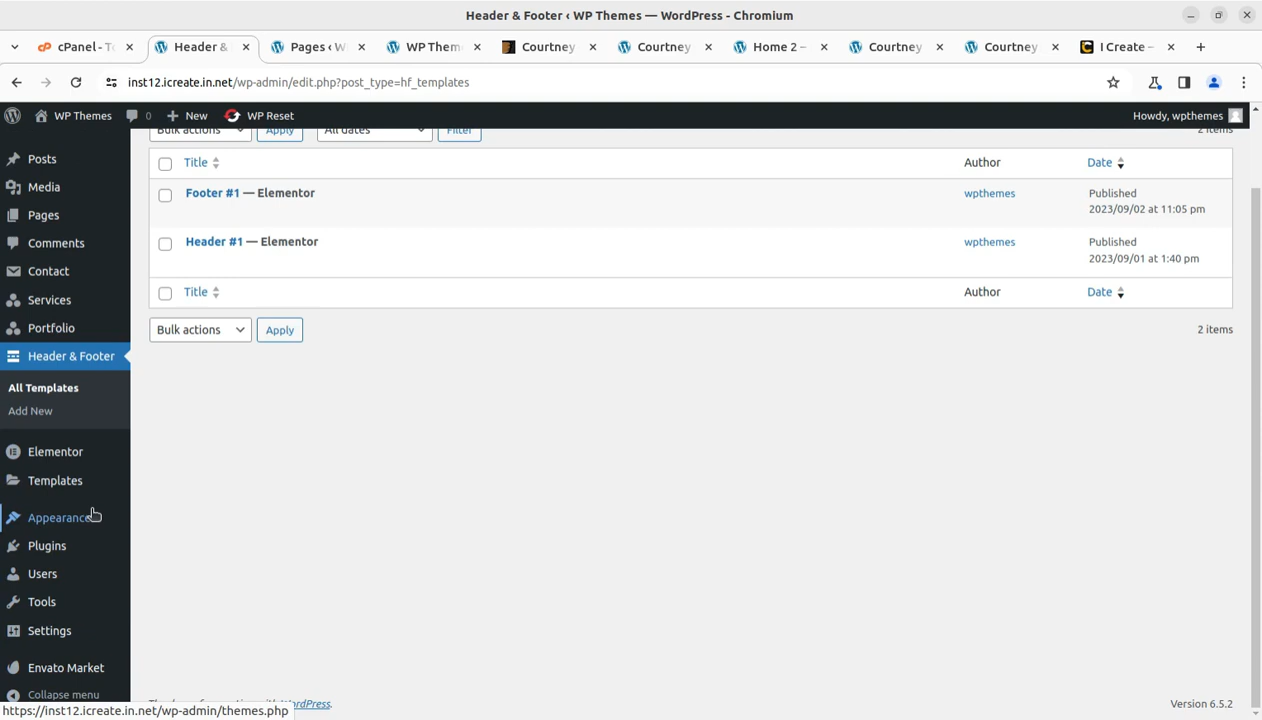 Header & Footer ‹ WP Themes — WordPress - Chromium
cPanel - T
Header &
Pages ‹ W
WP Them
Courtney
Courtney
Home 2 –
Courtney
Courtney
I Create –
inst12.icreate.in.net/wp-admin/edit.php?post_type=hf_templates
WP Themes
0
New
WP Reset
Howdy, wpthemes
Bulk actions
Apply
All dates
Filter
2 items
Posts
Media
Pages
Comments
Contact
Services
Portfolio
Header & Footer
All Templates
Add New
Elementor
Templates
Appearance
Plugins
Users
Tools
Settings
Envato Market
Collapse menu
Title
Author
Date
Footer #1 — Elementor
wpthemes
Published
2023/09/02 at 11:05 pm
Header #1 — Elementor
wpthemes
Published
2023/09/01 at 1:40 pm
Title
Author
Date
Bulk actions
Apply
2 items
WordPress.
Version 6.5.2
https://inst12.icreate.in.net/wp-admin/themes.php